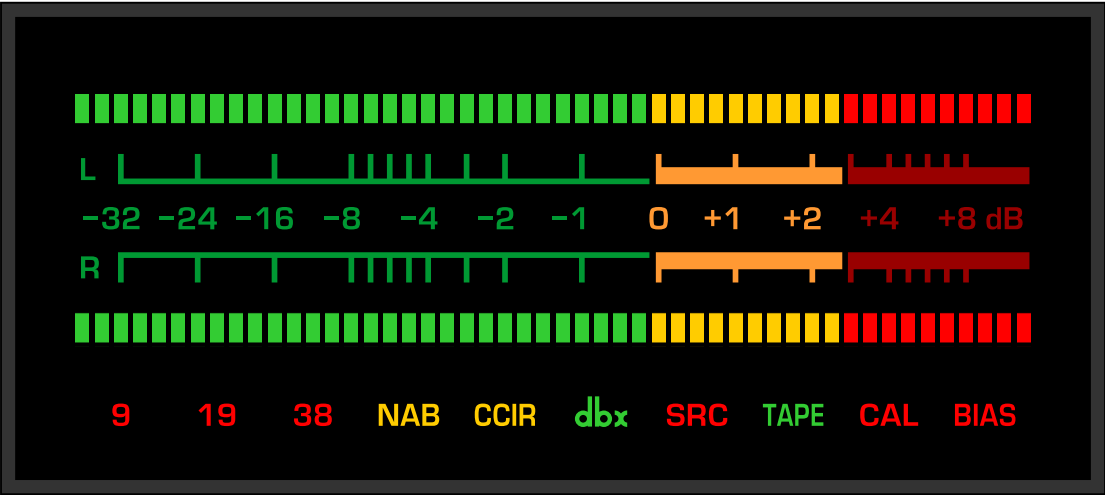 L
−32 −24 −16 −8 −4 −2 −1 0 +1 +2 +4 +8 dB
R
9 19 38 NAB CCIR dbx SRC TAPE CAL BIAS